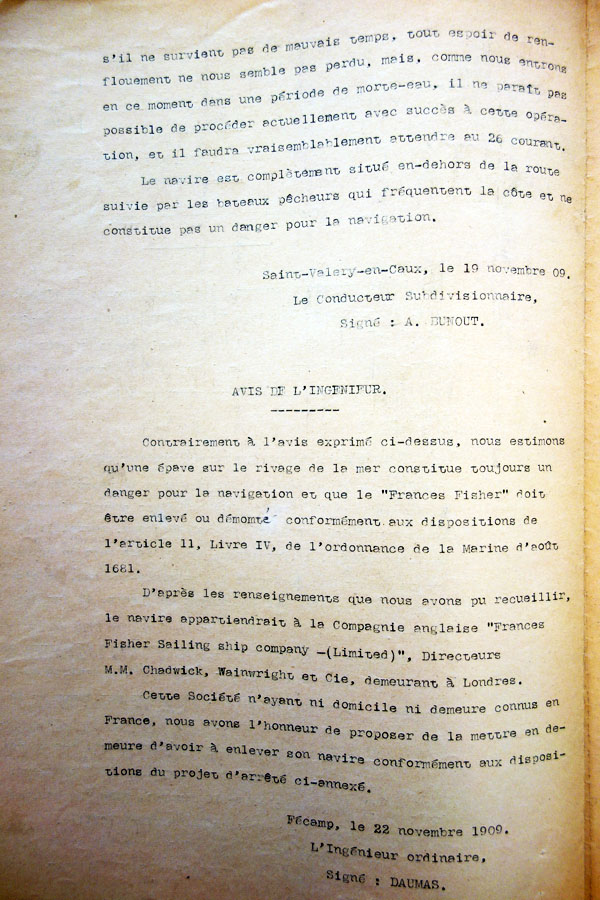 s'il ne survient pas de mauvais temps, tout espoir de ren-
flouement ne nous semble pas perdu, mais, comme nous entrons
en ce moment dans une période de morte-eau, il ne paraît pas
possible de procéder actuellement avec succès à cette opéra-
tion, et il faudra vraisemblablement attendre au 26 courant.
Le navire est complètement situé en-dehors de la route
suivie par les bateaux pêcheurs qui fréquentent la côte et ne
constitue pas un danger pour la navigation.
Saint-Valery-en-Caux, le 19 novembre 09.
Le Conducteur Subdivisionnaire,
Signé : A. BUNOUT.
AVIS DE L'INGENIEUR.
---------
Contrairement à l'avis exprimé ci-dessus, nous estimons
qu'une épave sur le rivage de la mer constitue toujours un
danger pour la navigation et que le "Frances Fisher" doit
être enlevé ou démomté conformément aux dispositions de
l'article 11, Livre IV, de l'ordonnance de la Marine d'août
1681.
D'après les renseignements que nous avons pu recueillir,
le navire appartiendrait à la Compagnie anglaise "Frances
Fisher Sailing ship company -(Limited)", Directeurs
M.M. Chadwick, Wainwright et Cie, demeurant à Londres.
Cette Société n'ayant ni domicile ni demeure connus en
France, nous avons l'honneur de proposer de la mettre en de-
meure d'avoir à enlever son navire conformément aux disposi-
tions du projet d'arrêté ci-annexé.
Fécamp, le 22 novembre 1909.
L'Ingénieur ordinaire,
Signé : DAUMAS.